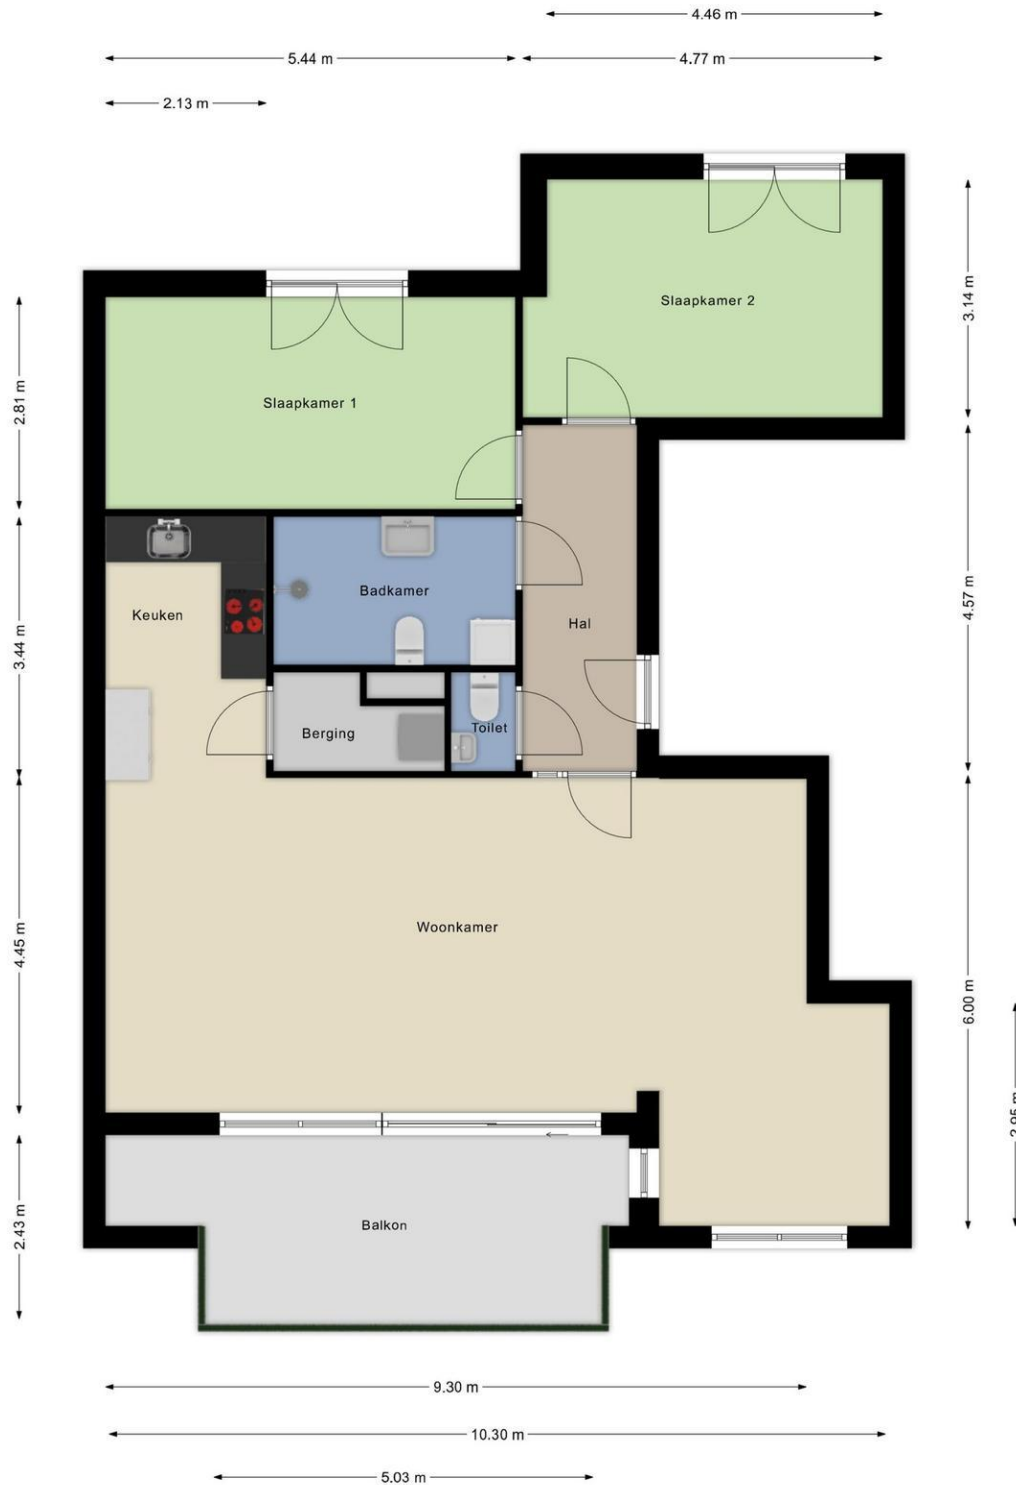 4.46 m
5.44 m
4.77 m
2.13 m
Slaapkamer 2
3.14 m
Slaapkamer 1
2.81 m
Badkamer
Keuken
Hal
4.57 m
3.44 m
Toilet
Berging
Woonkamer
4.45 m
6.00 m
2.95 m
Balkon
2.43 m
9.30 m
10.30 m
5.03 m